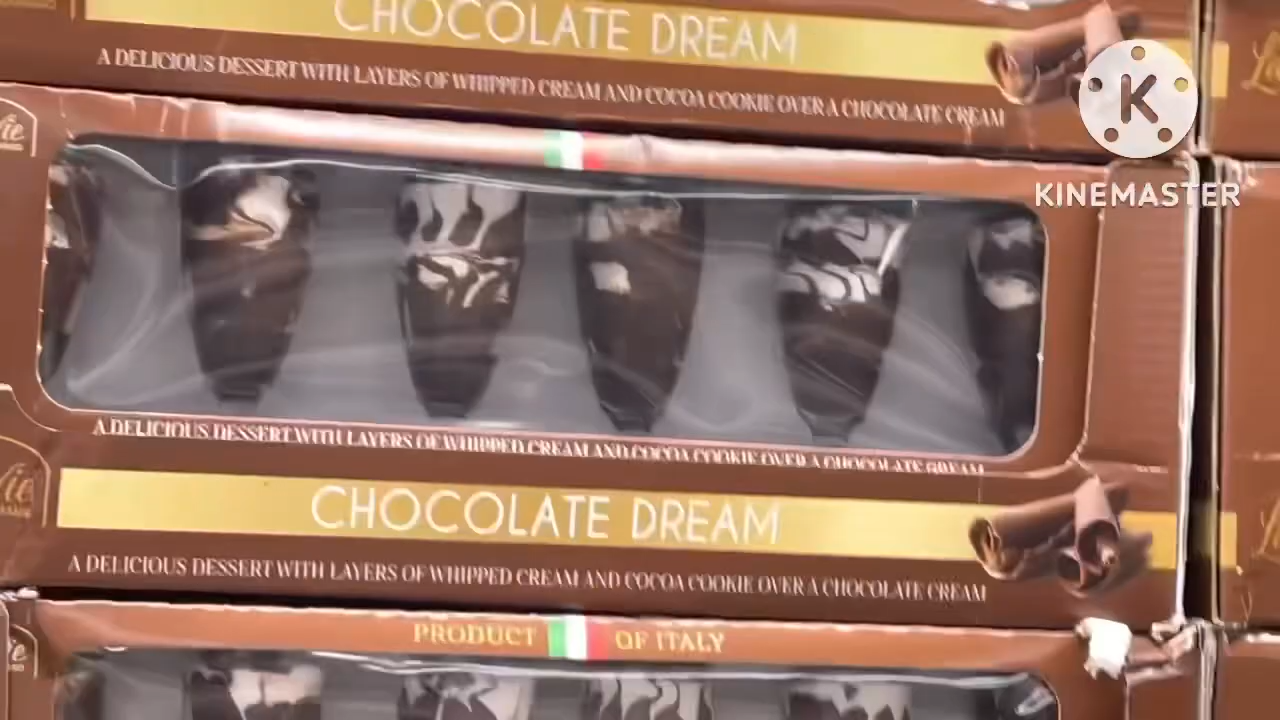 CHOCOLATE DREAM
A DELICIOUS DESSERT WITH LAYERS OF WHIPPED CREAM AND COCOA COOKIE OVER A CHOCOLATE CREAM
K
KINEMASTER
A DELICIOUS DESSERT WITH LAYERS OF WHIPPED CREAM AND COCOA COOKIE OVER A CHOCOLATE CREAM
CHOCOLATE DREAM
A DELICIOUS DESSERT WITH LAYERS OF WHIPPED CREAM AND COCOA COOKIE OVER A CHOCOLATE CREAM
PRODUCT OF ITALY